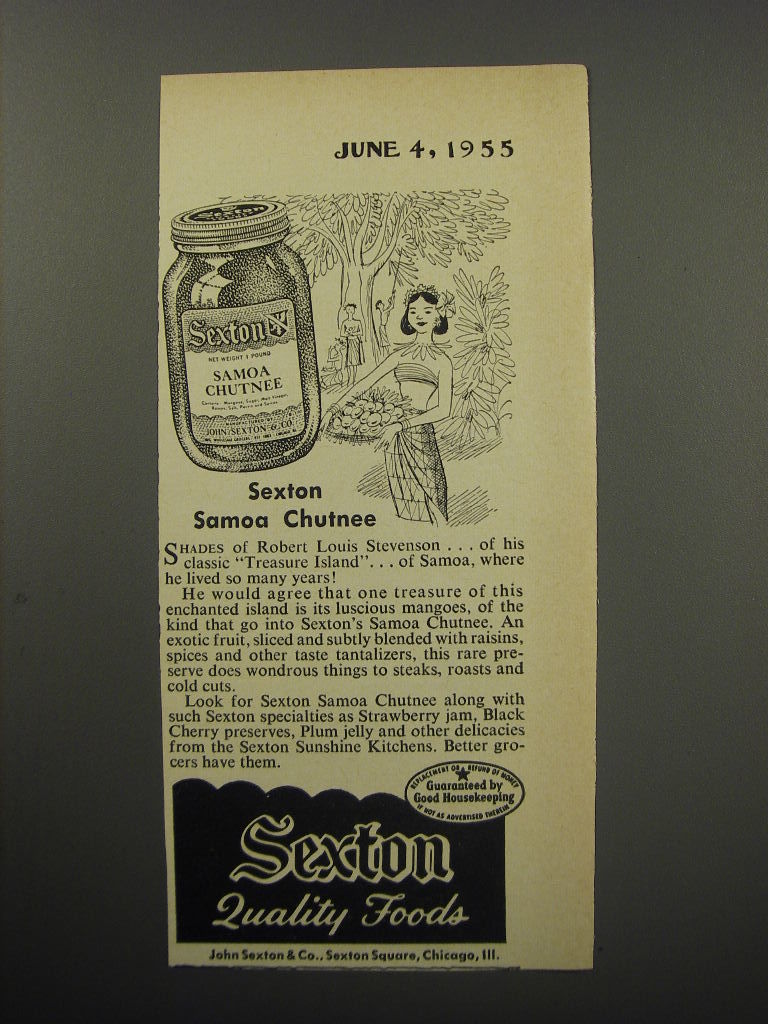 JUNE 4, 1955
Sexton
Sexton
NET WEIGHT 1 POUND
SAMOA
CHUTNEE
MANUFACTURED BY
JOHN SEXTON & CO.
Sexton
Samoa Chutnee
SHADES of Robert Louis Stevenson . . . of his
classic “Treasure Island”. . . of Samoa, where
he lived so many years!
He would agree that one treasure of this
enchanted island is its luscious mangoes, of the
kind that go into Sexton's Samoa Chutnee. An
exotic fruit, sliced and subtly blended with raisins,
spices and other taste tantalizers, this rare pre-
serve does wondrous things to steaks, roasts and
cold cuts.
Look for Sexton Samoa Chutnee along with
such Sexton specialties as Strawberry jam, Black
Cherry preserves, Plum jelly and other delicacies
from the Sexton Sunshine Kitchens. Better gro-
cers have them.
REPLACEMENT OR REFUND OF MONEY
Guaranteed by
Good Housekeeping
IF NOT AS ADVERTISED THEREIN
Sexton
Quality Foods
John Sexton & Co., Sexton Square, Chicago, Ill.